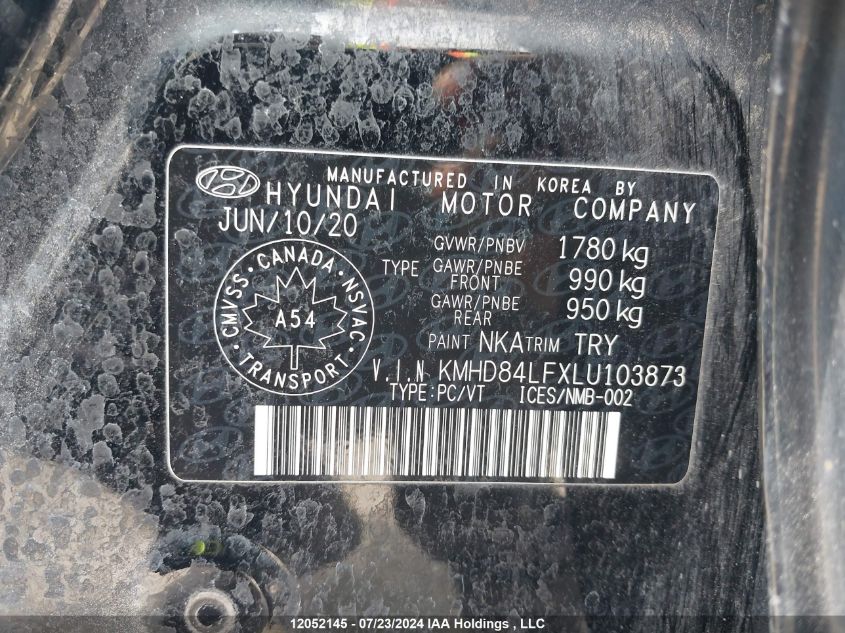 MANUFACTURED IN KOREA BY
HYUNDAI MOTOR COMPANY
JUN/10/20
GVWR/PNBV 1780 kg
TYPE GAWR/PNBE FRONT 990 kg
GAWR/PNBE REAR 950 kg
CMVSS · CANADA · NSVAC · TRANSPORT ·
A54
PAINT NKA TRIM TRY
V.I.N KMHD84LFXLU103873
TYPE:PC/VT ICES/NMB-002
12052145 - 07/23/2024 IAA Holdings , LLC